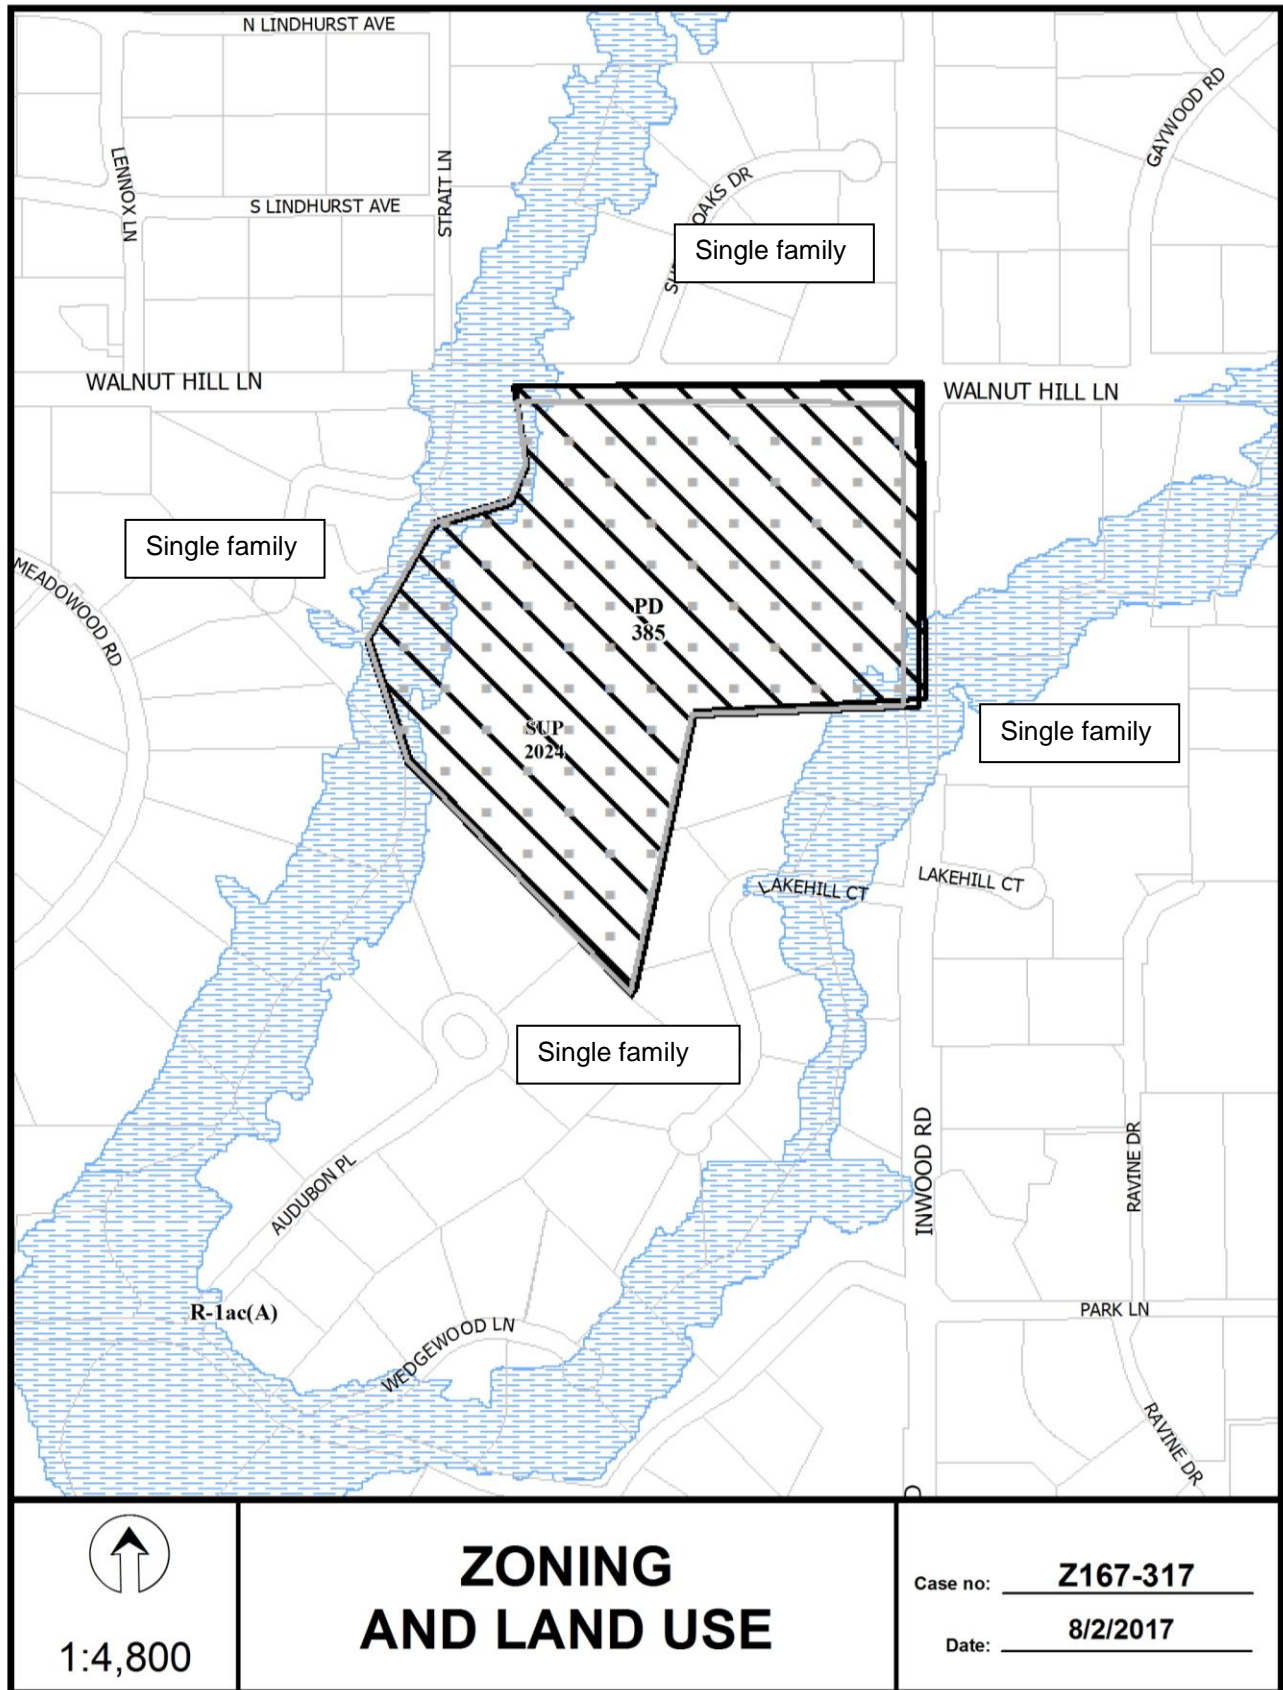 N LINDHURST AVE
GAYWOOD RD
LENNOX LN
STRAIT LN
S LINDHURST AVE
OAKS DR
Single family
WALNUT HILL LN
WALNUT HILL LN
Single family
MEADOWOOD RD
PD
385
SUP
2024
Single family
LAKEHILL CT
LAKEHILL CT
Single family
INWOOD RD
RAVINE DR
AUDUBON PL
R-1ac(A)
PARK LN
WEDGEWOOD LN
RAVINE DR
1:4,800
ZONING
AND LAND USE
Case no: Z167-317
Date: 8/2/2017